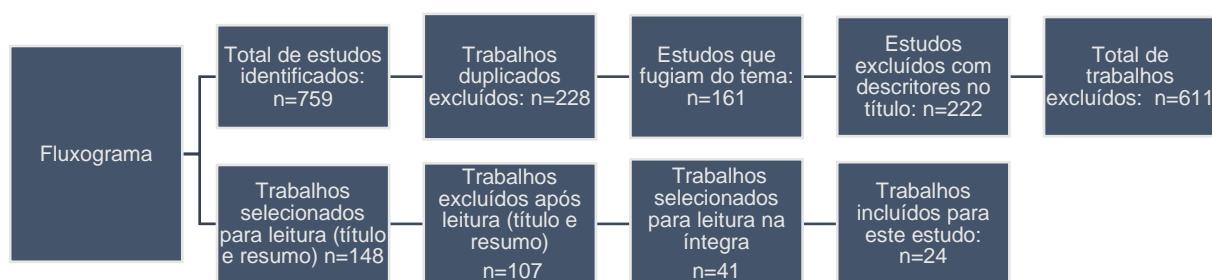 Fluxograma
Total de estudos
identificados:
n=759
Trabalhos
duplicados
excluídos: n=228
Estudos que
fugiam do tema:
n=161
Estudos
excluídos com
descritores no
título: n=222
Total de
trabalhos
excluídos: n=611
Trabalhos
selecionados
para leitura (título
e resumo) n=148
Trabalhos
excluídos após
leitura (título e
resumo)
n=107
Trabalhos
selecionados
para leitura na
íntegra
n=41
Trabalhos
incluídos para
este estudo:
n=24